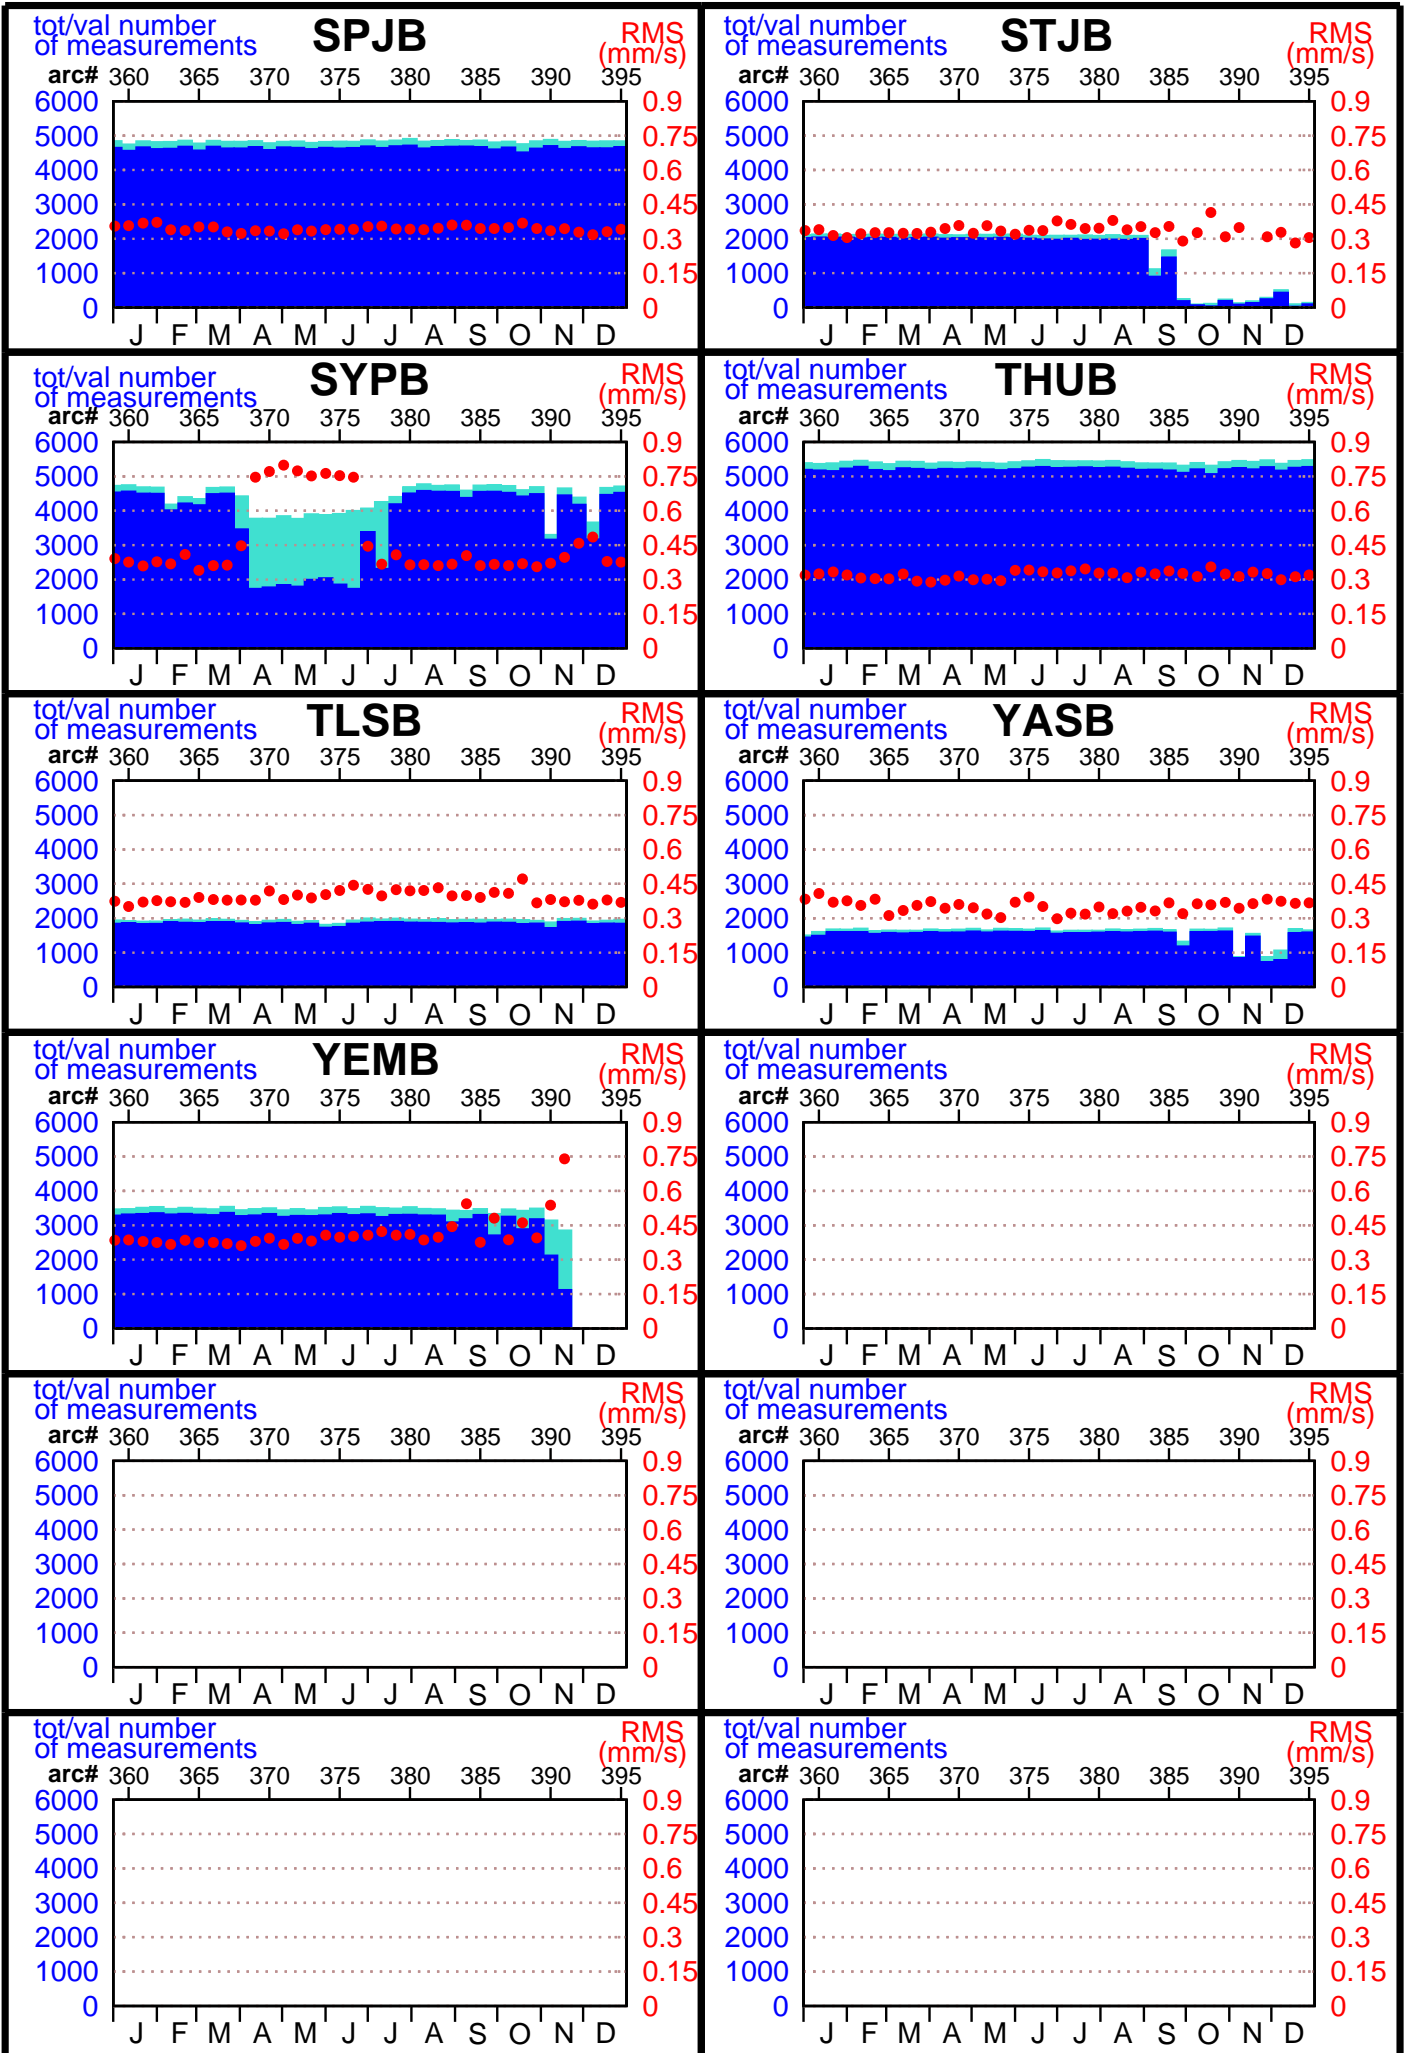 tot/val number
of measurements
SPJB
RMS
(mm/s)
arc# 360 365 370 375 380 385 390 395
6000 0.9
5000 0.75
4000 0.6
3000 0.45
2000 0.3
1000 0.15
0 0
J F M A M J J A S O N D
tot/val number
of measurements
STJB
RMS
(mm/s)
arc# 360 365 370 375 380 385 390 395
6000 0.9
5000 0.75
4000 0.6
3000 0.45
2000 0.3
1000 0.15
0 0
J F M A M J J A S O N D
tot/val number
of measurements
SYPB
RMS
(mm/s)
arc# 360 365 370 375 380 385 390 395
6000 0.9
5000 0.75
4000 0.6
3000 0.45
2000 0.3
1000 0.15
0 0
J F M A M J J A S O N D
tot/val number
of measurements
THUB
RMS
(mm/s)
arc# 360 365 370 375 380 385 390 395
6000 0.9
5000 0.75
4000 0.6
3000 0.45
2000 0.3
1000 0.15
0 0
J F M A M J J A S O N D
tot/val number
of measurements
TLSB
RMS
(mm/s)
arc# 360 365 370 375 380 385 390 395
6000 0.9
5000 0.75
4000 0.6
3000 0.45
2000 0.3
1000 0.15
0 0
J F M A M J J A S O N D
tot/val number
of measurements
YASB
RMS
(mm/s)
arc# 360 365 370 375 380 385 390 395
6000 0.9
5000 0.75
4000 0.6
3000 0.45
2000 0.3
1000 0.15
0 0
J F M A M J J A S O N D
tot/val number
of measurements
YEMB
RMS
(mm/s)
arc# 360 365 370 375 380 385 390 395
6000 0.9
5000 0.75
4000 0.6
3000 0.45
2000 0.3
1000 0.15
0 0
J F M A M J J A S O N D
tot/val number
of measurements
RMS
(mm/s)
arc# 360 365 370 375 380 385 390 395
6000 0.9
5000 0.75
4000 0.6
3000 0.45
2000 0.3
1000 0.15
0 0
J F M A M J J A S O N D
tot/val number
of measurements
RMS
(mm/s)
arc# 360 365 370 375 380 385 390 395
6000 0.9
5000 0.75
4000 0.6
3000 0.45
2000 0.3
1000 0.15
0 0
J F M A M J J A S O N D
tot/val number
of measurements
RMS
(mm/s)
arc# 360 365 370 375 380 385 390 395
6000 0.9
5000 0.75
4000 0.6
3000 0.45
2000 0.3
1000 0.15
0 0
J F M A M J J A S O N D
tot/val number
of measurements
RMS
(mm/s)
arc# 360 365 370 375 380 385 390 395
6000 0.9
5000 0.75
4000 0.6
3000 0.45
2000 0.3
1000 0.15
0 0
J F M A M J J A S O N D
tot/val number
of measurements
RMS
(mm/s)
arc# 360 365 370 375 380 385 390 395
6000 0.9
5000 0.75
4000 0.6
3000 0.45
2000 0.3
1000 0.15
0 0
J F M A M J J A S O N D